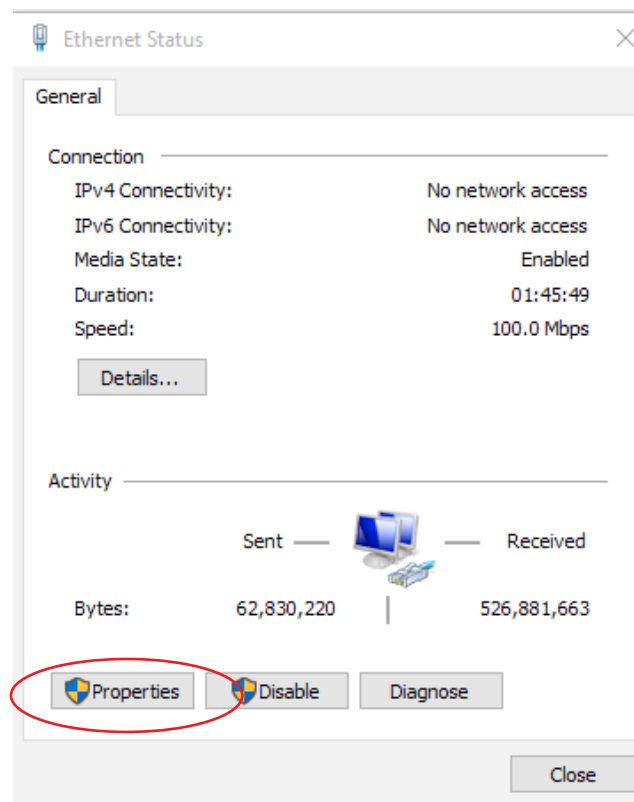 Ethernet Status
General
Connection
IPv4 Connectivity: No network access
IPv6 Connectivity: No network access
Media State: Enabled
Duration: 01:45:49
Speed: 100.0 Mbps
Details...
Activity
Sent Received
Bytes: 62,830,220 526,881,663
Properties Disable Diagnose
Close